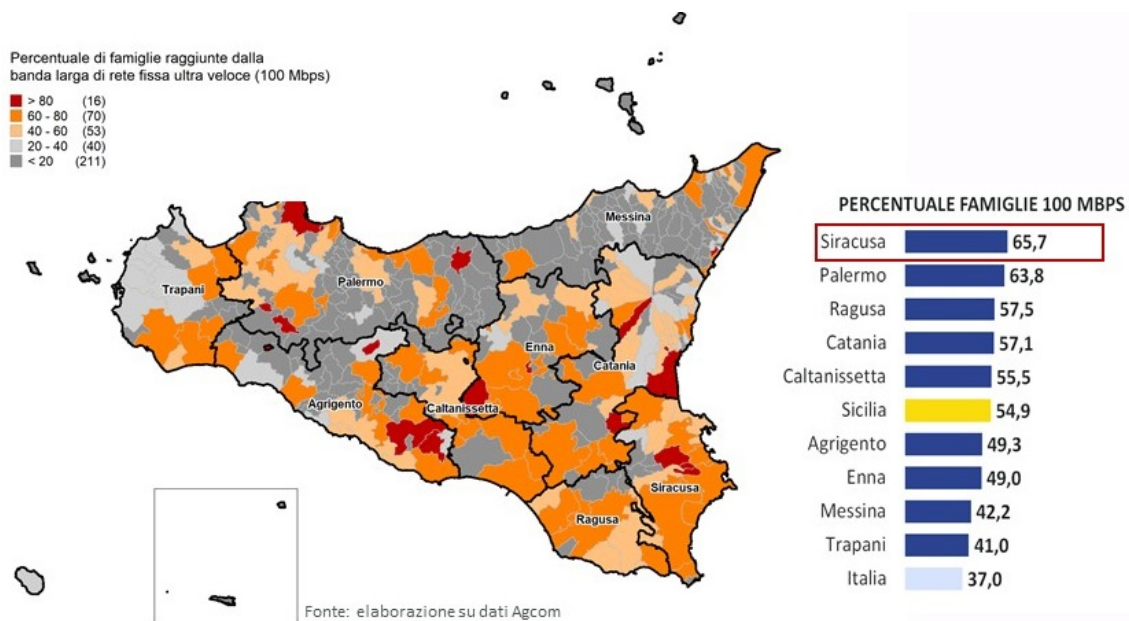 Percentuale di famiglie raggiunte dalla
banda larga di rete fissa ultra veloce (100 Mbps)
> 80 (16)
60 - 80 (70)
40 - 60 (53)
20 - 40 (40)
< 20 (211)
Messina
Palermo
Trapani
Enna
Catania
Agrigento
Caltanissetta
Siracusa
Ragusa
Fonte: elaborazione su dati Agcom
PERCENTUALE FAMIGLIE 100 MBPS
Siracusa 65,7
Palermo 63,8
Ragusa 57,5
Catania 57,1
Caltanissetta 55,5
Sicilia 54,9
Agrigento 49,3
Enna 49,0
Messina 42,2
Trapani 41,0
Italia 37,0